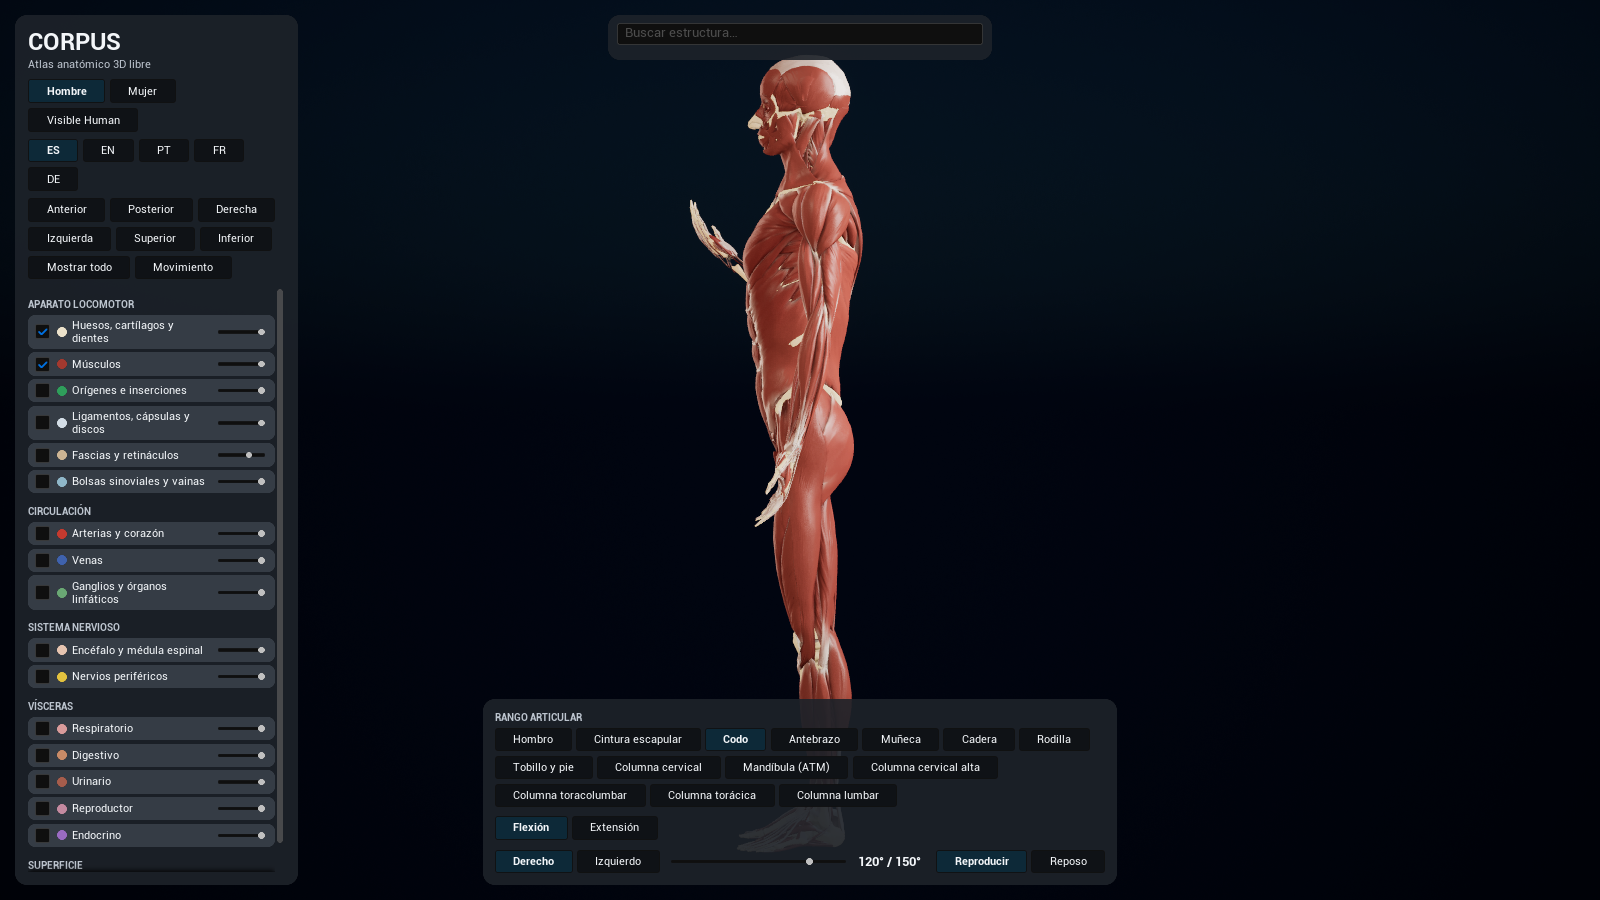 CORPUS
Atlas anatómico 3D libre
Hombre
Mujer
Visible Human
ES
EN
PT
FR
DE
Anterior
Posterior
Derecha
Izquierda
Superior
Inferior
Mostrar todo
Movimiento
APARATO LOCOMOTOR
Huesos, cartílagos y
dientes
Músculos
Orígenes e inserciones
Ligamentos, cápsulas y
discos
Fascias y retináculos
Bolsas sinoviales y vainas
CIRCULACIÓN
Arterias y corazón
Venas
Ganglios y órganos
linfáticos
SISTEMA NERVIOSO
Encéfalo y médula espinal
Nervios periféricos
VÍSCERAS
Respiratorio
Digestivo
Urinario
Reproductor
Endocrino
SUPERFICIE
Buscar estructura...
RANGO ARTICULAR
Hombro
Cintura escapular
Codo
Antebrazo
Muñeca
Cadera
Rodilla
Tobillo y pie
Columna cervical
Mandíbula (ATM)
Columna cervical alta
Columna toracolumbar
Columna torácica
Columna lumbar
Flexión
Extensión
Derecho
Izquierdo
120° / 150°
Reproducir
Reposo